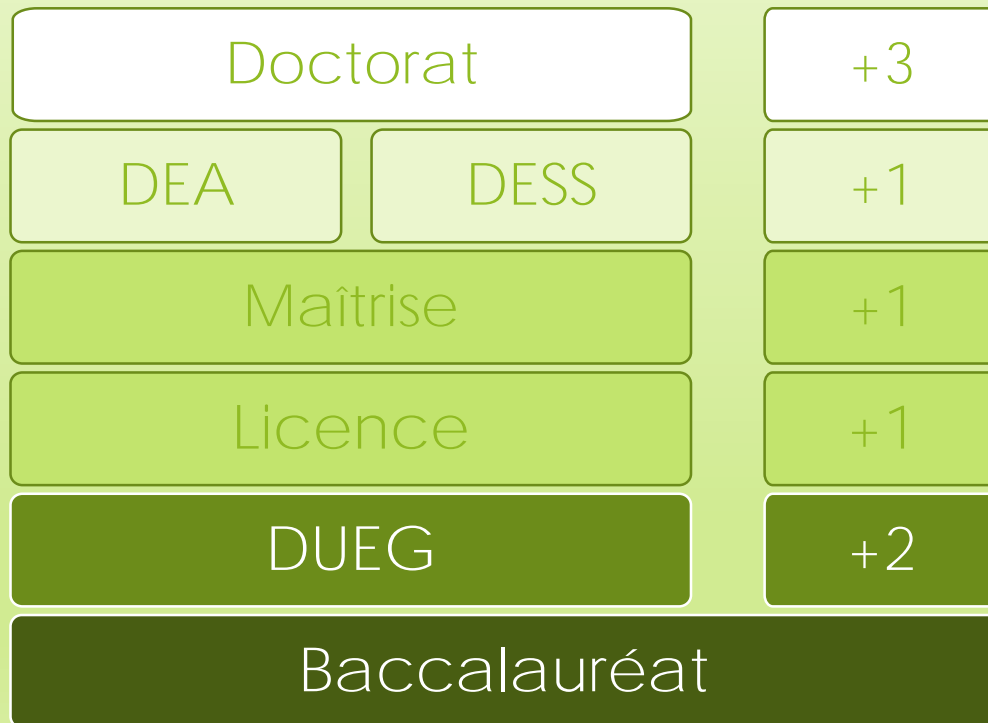 Doctorat +3
DEA DESS +1
Maîtrise +1
Licence +1
DUEG +2
Baccalauréat